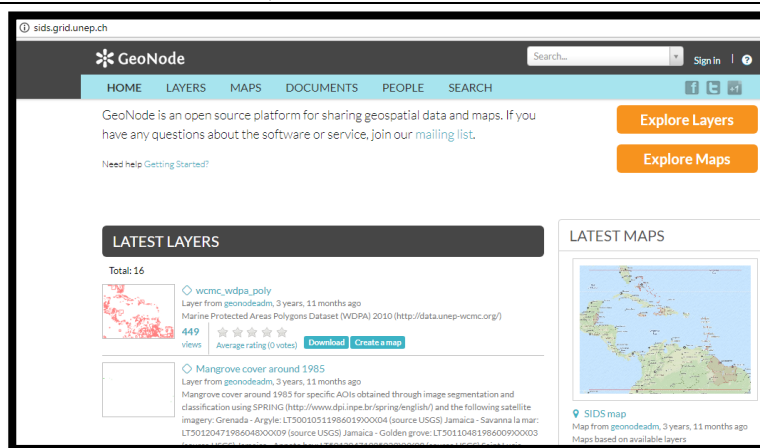 sids.grid.unep.ch
GeoNode
Search...
Sign in
?
HOME LAYERS MAPS DOCUMENTS PEOPLE SEARCH
f t +1
GeoNode is an open source platform for sharing geospatial data and maps. If you
have any questions about the software or service, join our mailing list.
Need help Getting Started?
Explore Layers
Explore Maps
LATEST LAYERS
Total: 16
wcmc_wdpa_poly
Layer from geonodeadm, 3 years, 11 months ago
Marine Protected Areas Polygons Dataset (WDPA) 2010 (http://data.unep-wcmc.org/)
449
views
Average rating (0 votes)
Download
Create a map
Mangrove cover around 1985
Layer from geonodeadm, 3 years, 11 months ago
Mangrove cover around 1985 for specific AOIs obtained through image segmentation and
classification using SPRING (http://www.dpi.inpe.br/spring/english/) and the following satellite
imagery: Grenada - Argyle: LT50010511986019XXX04 (source USGS) Jamaica - Savanna la mar:
LT50120471986048XXX09 (source USGS) Jamaica - Golden grove: LT50110481986009XXX03
LATEST MAPS
SIDS map
Map from geonodeadm, 3 years, 11 months ago
Maps based on available layers